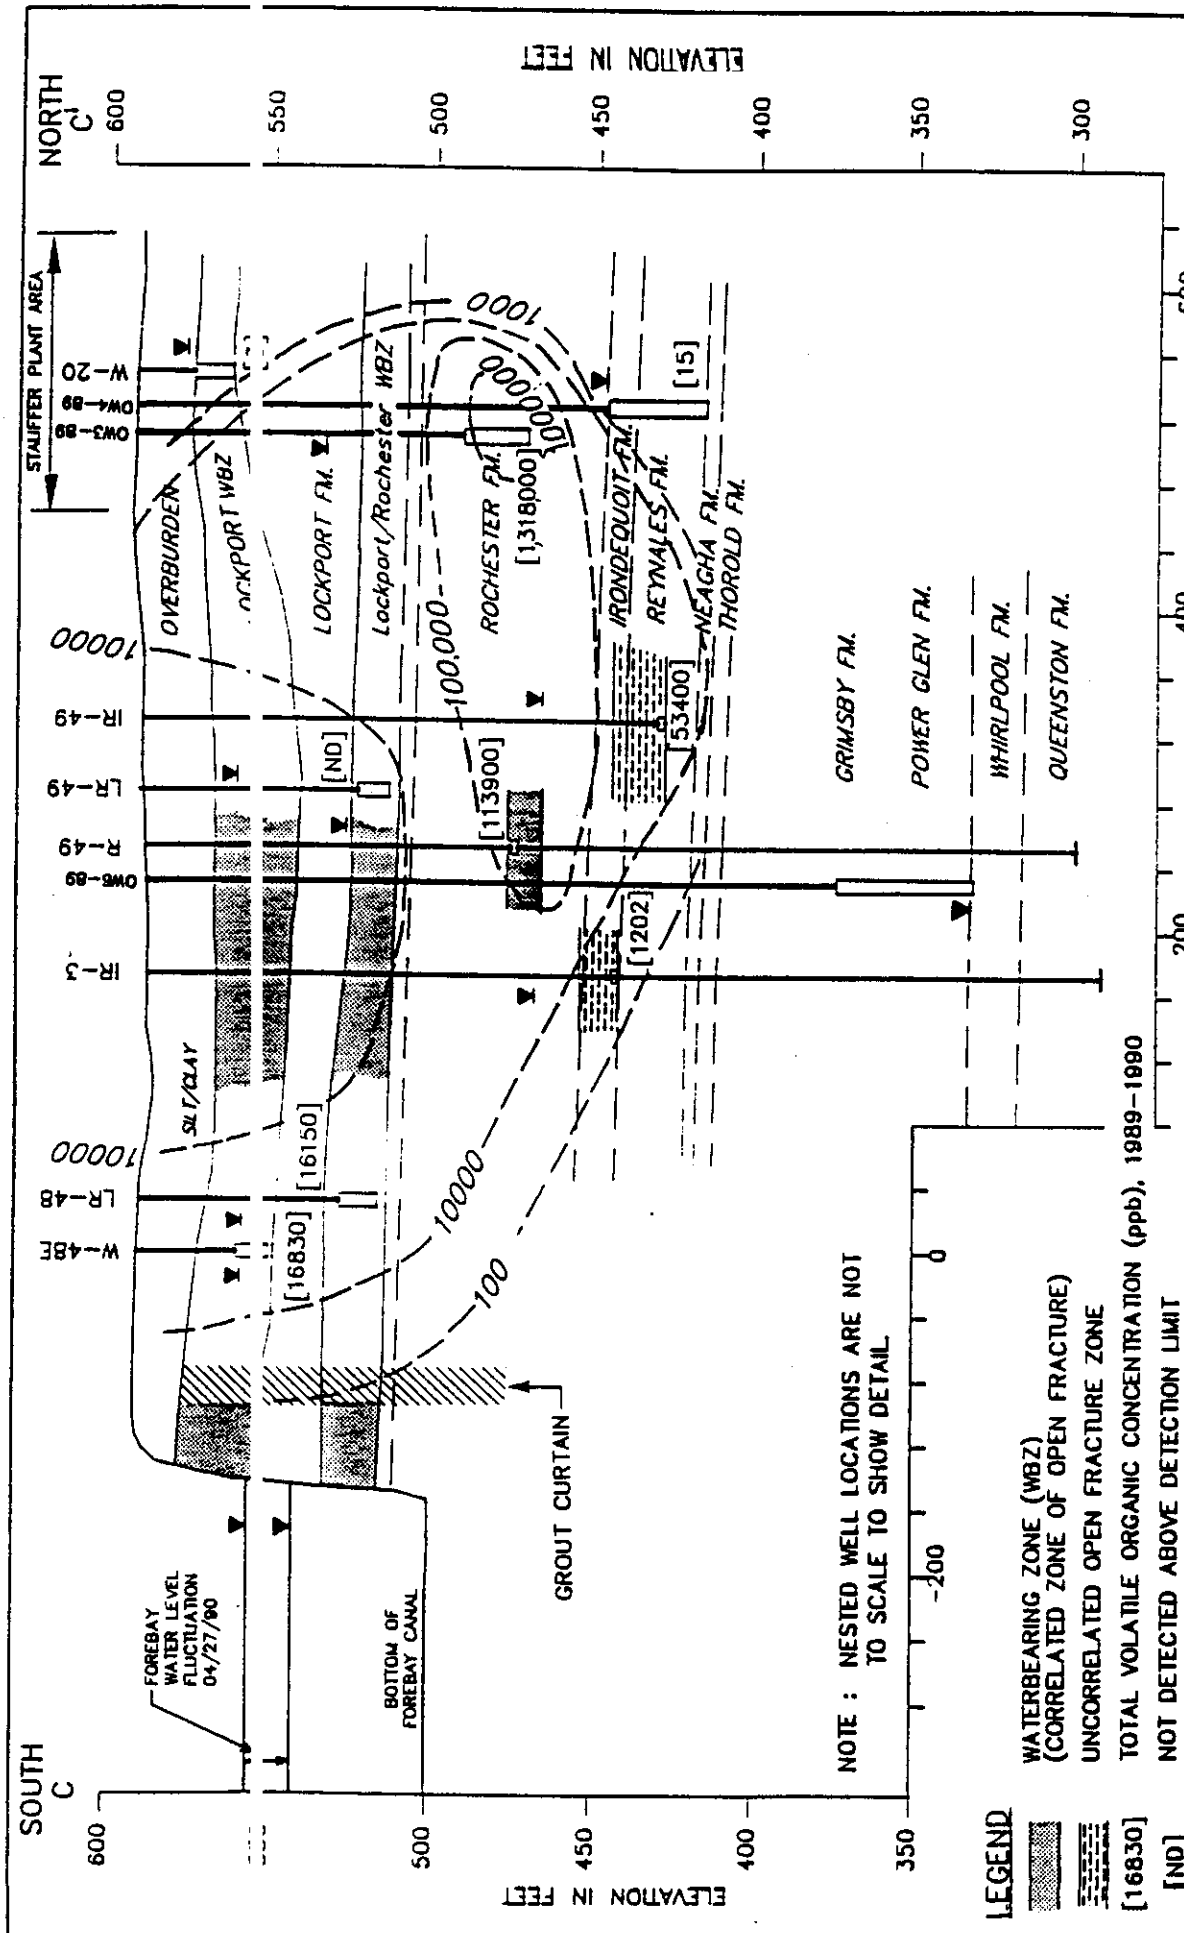 SOUTH
C
NORTH
C'
STAUFFER PLANT AREA
FOREBAY
WATER LEVEL
FLUCTUATION
04/27/90
W-48E
LR-48
IR-3
OW6-89
R-49
LR-49
IR-49
OW3-89
OW4-89
W-20
ELEVATION IN FEET
600
500
450
400
350
ELEVATION IN FEET
600
550
500
450
400
350
300
10000
10000
SILT/CLAY
OVERBURDEN
OCKPORT WBZ
LOCKPORT FM.
Lockport/Rochester WBZ
ROCHESTER FM.
IRONDEQUOIT FM.
REYNALES FM.
NEAGHA FM.
THOROLD FM.
GRIMSBY FM.
POWER GLEN FM.
WHIRLPOOL FM.
QUEENSTON FM.
[16830]
[16150]
[ND]
[113900]
[1202]
[53400]
[1,318,000]
[15]
100,000
1000
10000
100
BOTTOM OF
FOREBAY CANAL
GROUT CURTAIN
NOTE : NESTED WELL LOCATIONS ARE NOT
TO SCALE TO SHOW DETAIL.
-200
0
200
400
LEGEND
WATERBEARING ZONE (WBZ)
(CORRELATED ZONE OF OPEN FRACTURE)
UNCORRELATED OPEN FRACTURE ZONE
[16830] TOTAL VOLATILE ORGANIC CONCENTRATION (ppb), 1989-1990
[ND] NOT DETECTED ABOVE DETECTION LIMIT